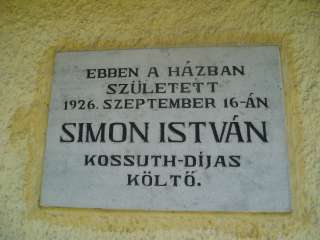 EBBEN A HÁZBAN
SZÜLETETT
1926. SZEPTEMBER 16-ÁN
SIMON ISTVÁN
KOSSUTH-DÍJAS
KÖLTŐ.